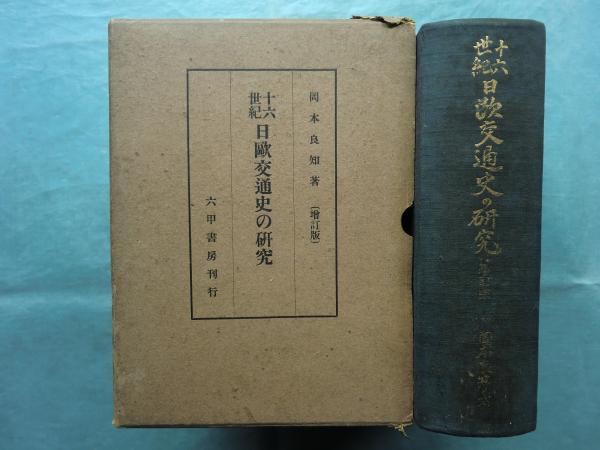 岡本良知著 〔増訂版〕
十六世紀 日歐交通史の研究
六甲書房刊行
十六世紀 日歐交通史の研究